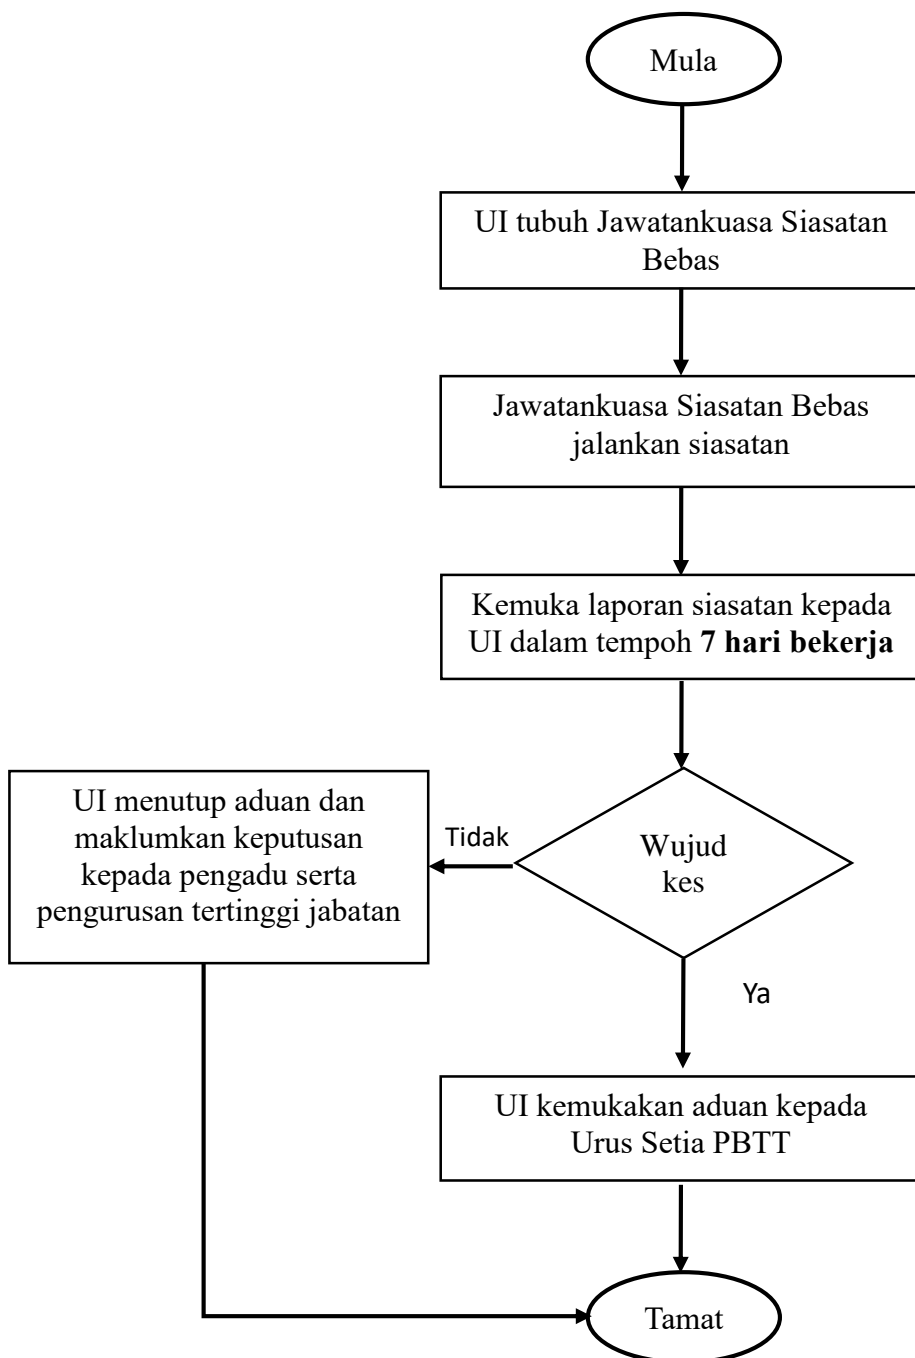 Mula
UI tubuh Jawatankuasa Siasatan
Bebas
Jawatankuasa Siasatan Bebas
jalankan siasatan
Kemuka laporan siasatan kepada
UI dalam tempoh 7 hari bekerja
Wujud
kes
Tidak
UI menutup aduan dan
maklumkan keputusan
kepada pengadu serta
pengurusan tertinggi jabatan
Ya
UI kemukakan aduan kepada
Urus Setia PBTT
Tamat